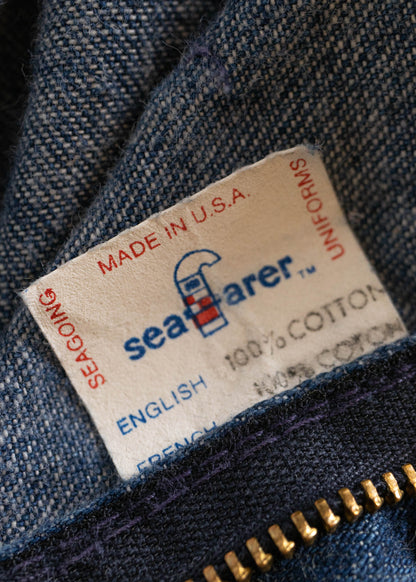 MADE IN U.S.A.
SEAGOING
UNIFORMS
seafarer™
ENGLISH 100% COTTON
FRENCH 100% COTON